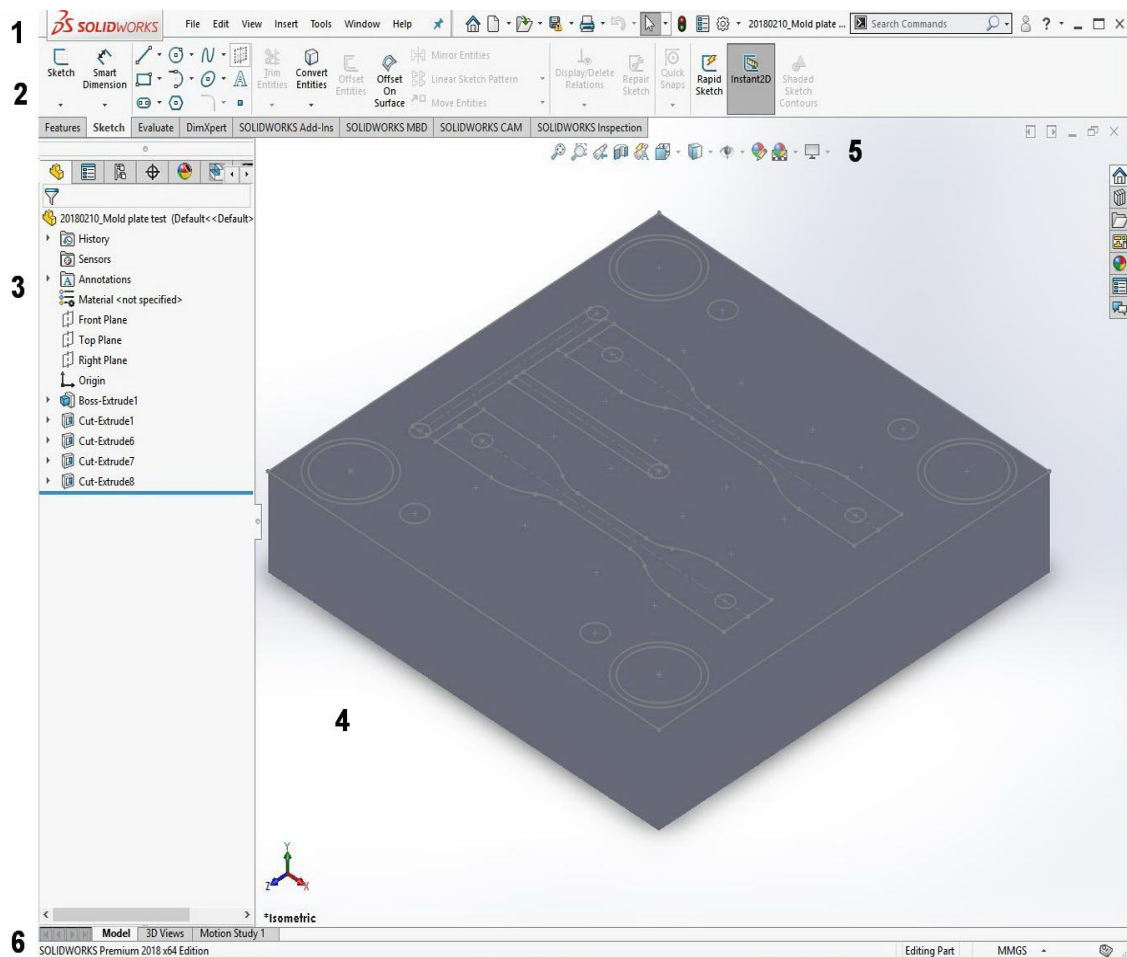 1
SOLIDWORKS File Edit View Insert Tools Window Help 20180210_Mold plate ... Search Commands ?
2
Sketch Smart Dimension Trim Entities Convert Entities Offset Entities Offset On Surface Mirror Entities Linear Sketch Pattern Move Entities Display/Delete Relations Repair Sketch Quick Snaps Rapid Sketch Instant2D Shaded Sketch Contours
Features Sketch Evaluate DimXpert SOLIDWORKS Add-Ins SOLIDWORKS MBD SOLIDWORKS CAM SOLIDWORKS Inspection
5
20180210_Mold plate test (Default<<Default>
History
Sensors
3
Annotations
Material <not specified>
Front Plane
Top Plane
Right Plane
Origin
Boss-Extrude1
Cut-Extrude1
Cut-Extrude6
Cut-Extrude7
Cut-Extrude8
4
Y
Z X
*Isometric
Model 3D Views Motion Study 1
6
SOLIDWORKS Premium 2018 x64 Edition Editing Part MMGS